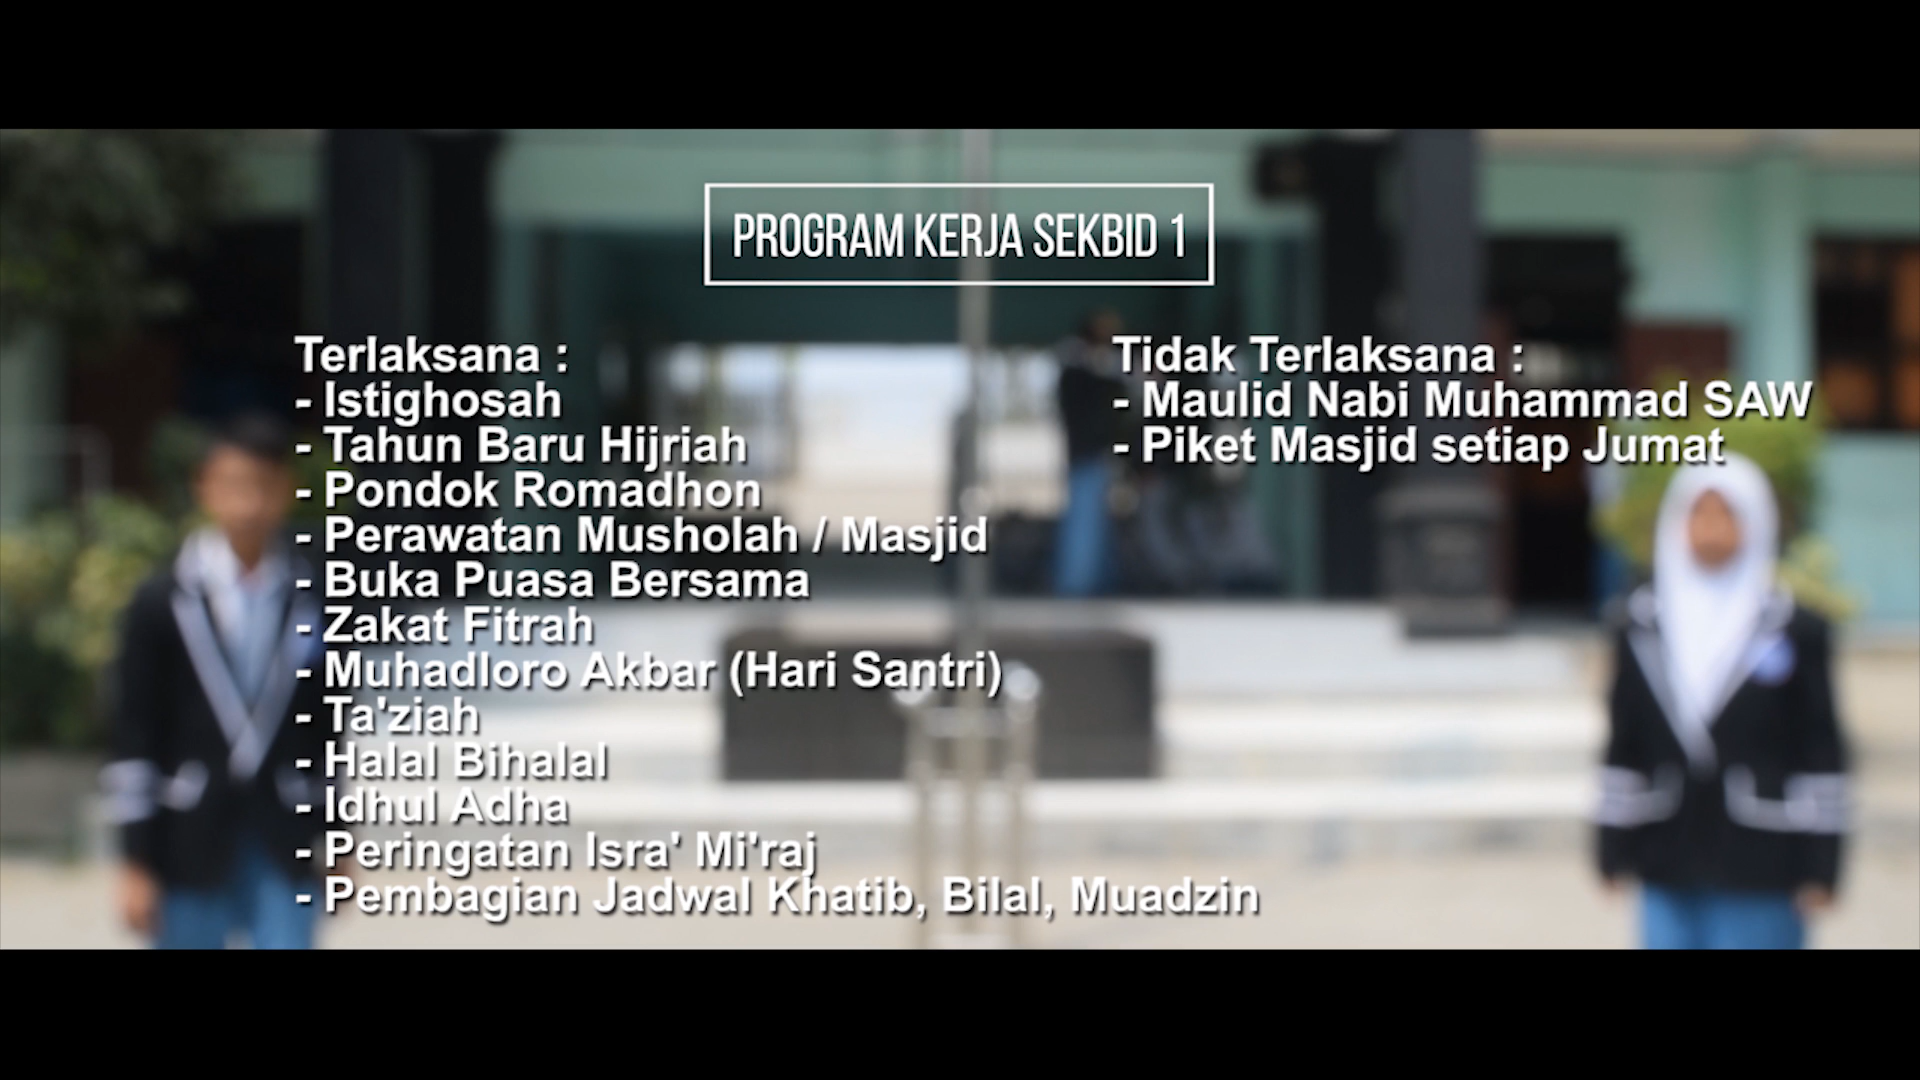 PROGRAM KERJA SEKBID 1
Terlaksana :
- Istighosah
- Tahun Baru Hijriah
- Pondok Romadhon
- Perawatan Musholah / Masjid
- Buka Puasa Bersama
- Zakat Fitrah
- Muhadloro Akbar (Hari Santri)
- Ta'ziah
- Halal Bihalal
- Idhul Adha
- Peringatan Isra' Mi'raj
- Pembagian Jadwal Khatib, Bilal, Muadzin
Tidak Terlaksana :
- Maulid Nabi Muhammad SAW
- Piket Masjid setiap Jumat